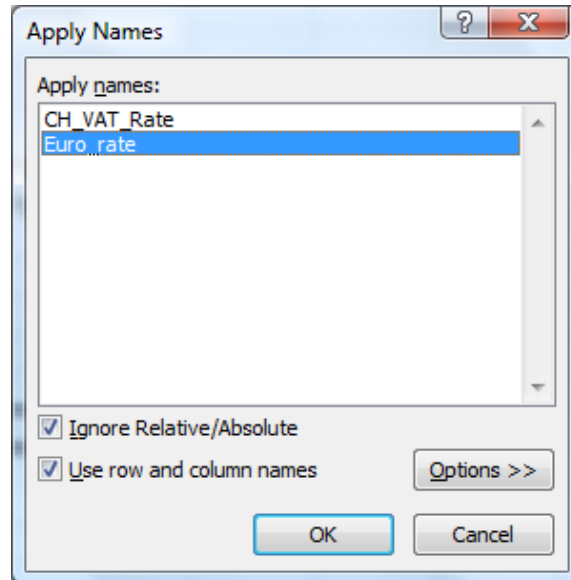 Apply Names
?
Apply names:
CH_VAT_Rate
Euro_rate
Ignore Relative/Absolute
Use row and column names
Options >>
OK
Cancel